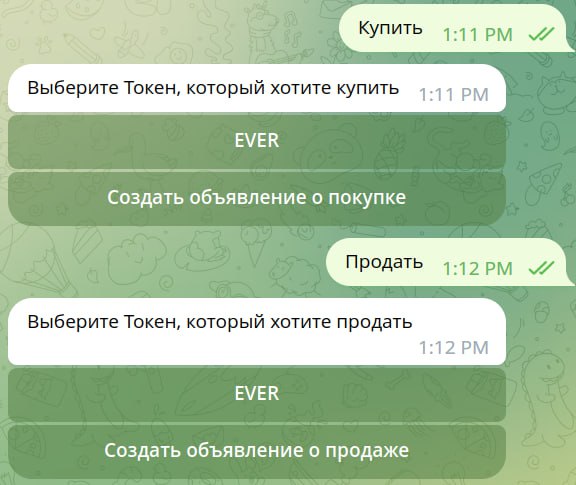 Купить 1:11 PM
Выберите Токен, который хотите купить 1:11 PM
EVER
Создать объявление о покупке
Продать 1:12 PM
Выберите Токен, который хотите продать
1:12 PM
EVER
Создать объявление о продаже